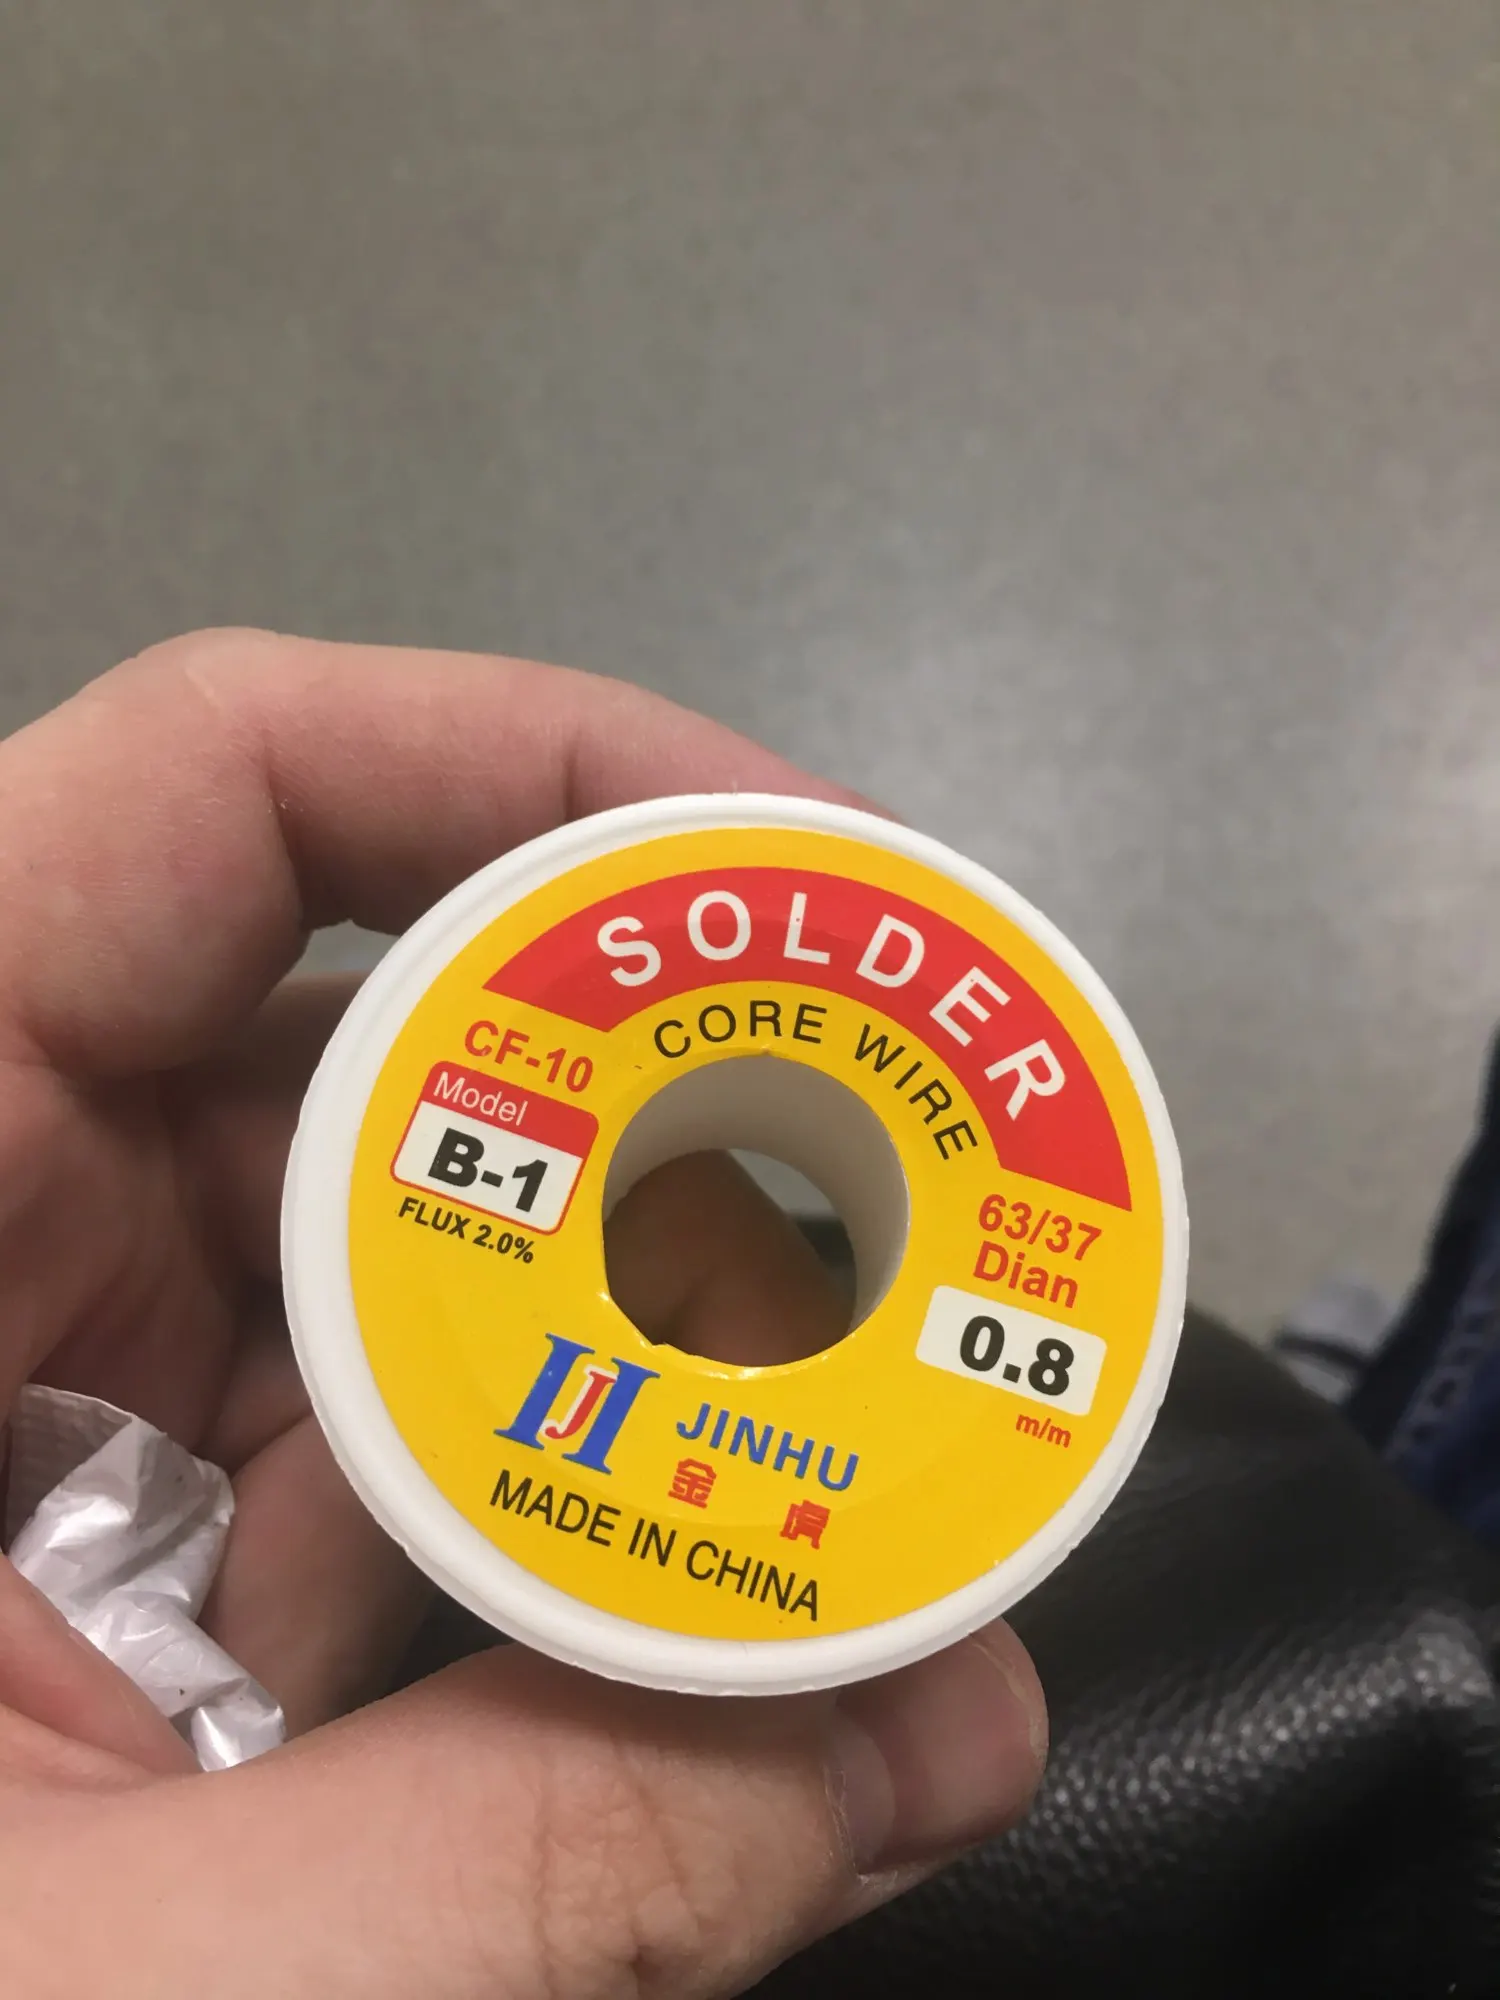 SOLDER
CORE WIRE
CF-10
Model
B-1
FLUX 2.0%
63/37
Dian
0.8
m/m
JINHU
金虎
MADE IN CHINA